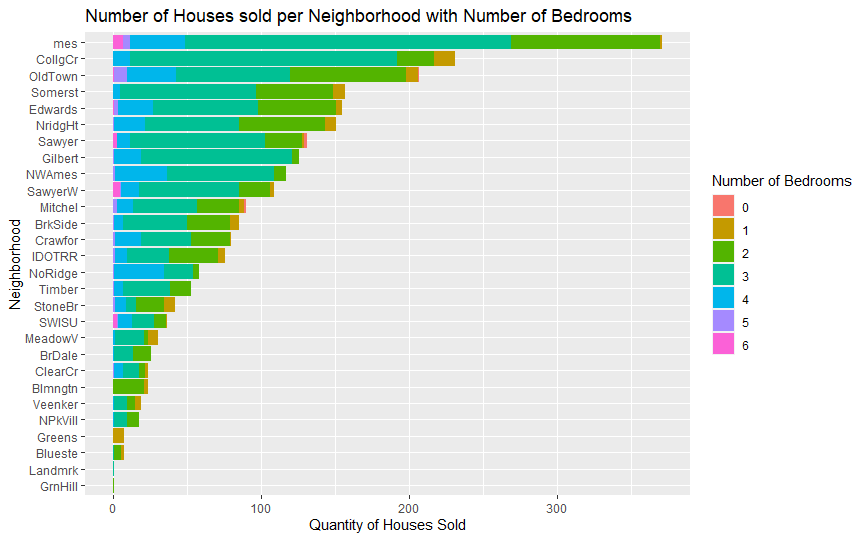 Number of Houses sold per Neighborhood with Number of Bedrooms
Neighborhood
mes
CollgCr
OldTown
Somerst
Edwards
NridgHt
Sawyer
Gilbert
NWAmes
SawyerW
Mitchel
BrkSide
Crawfor
IDOTRR
NoRidge
Timber
StoneBr
SWISU
MeadowV
BrDale
ClearCr
Blmngtn
Veenker
NPkVill
Greens
Blueste
Landmrk
GrnHill
0 100 200 300
Quantity of Houses Sold
Number of Bedrooms
0
1
2
3
4
5
6